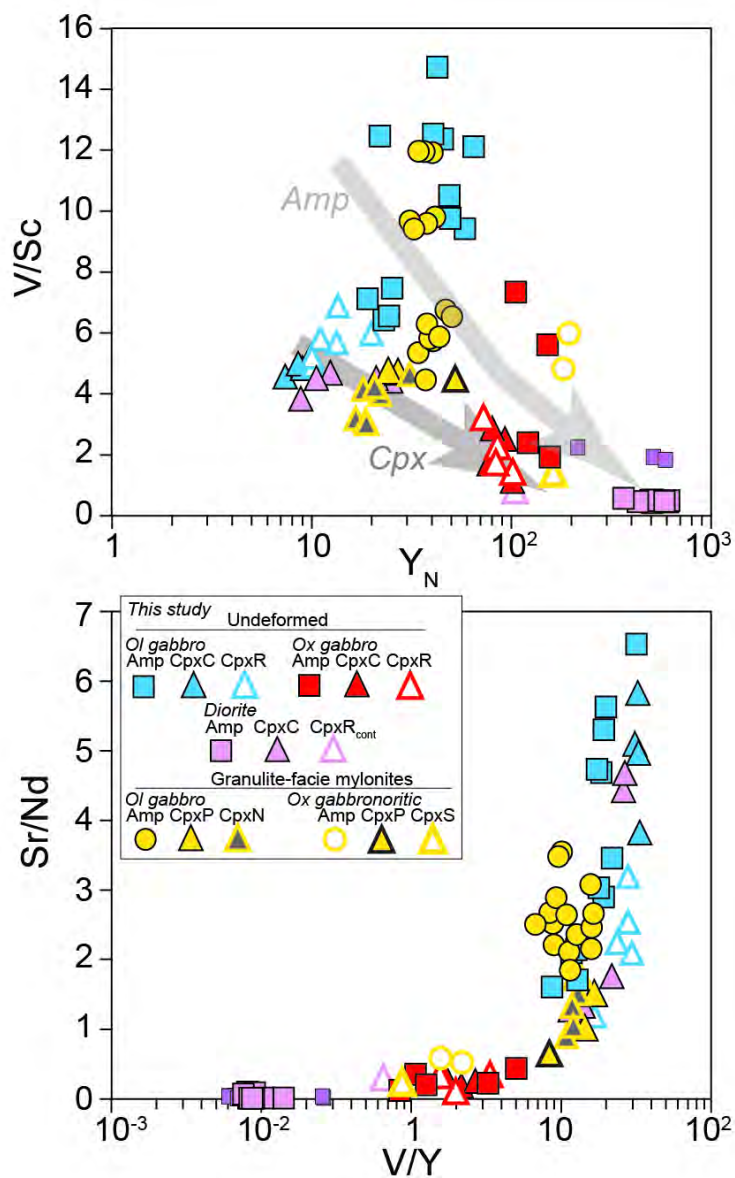 16
14
12
10
8
6
4
2
0
V/Sc
Amp
Cpx
1 10 10² 10³
Y_N
7
6
5
4
3
2
1
0
Sr/Nd
This study
Undeformed
Ol gabbro Ox gabbro
Amp CpxC CpxR Amp CpxC CpxR
Diorite
Amp CpxC CpxR_cont
Granulite-facie mylonites
Ol gabbro Ox gabbronoritic
Amp CpxP CpxN Amp CpxP CpxS
10⁻² 1 10 10²
V/Y